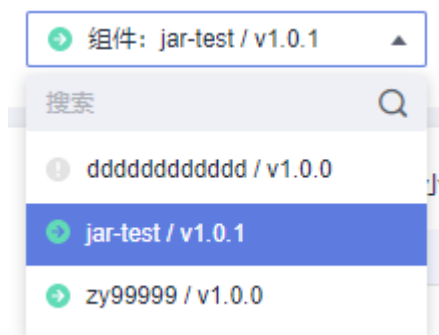 组件：jar-test / v1.0.1
搜索
dddddddddddd / v1.0.0
jar-test / v1.0.1
zy99999 / v1.0.0